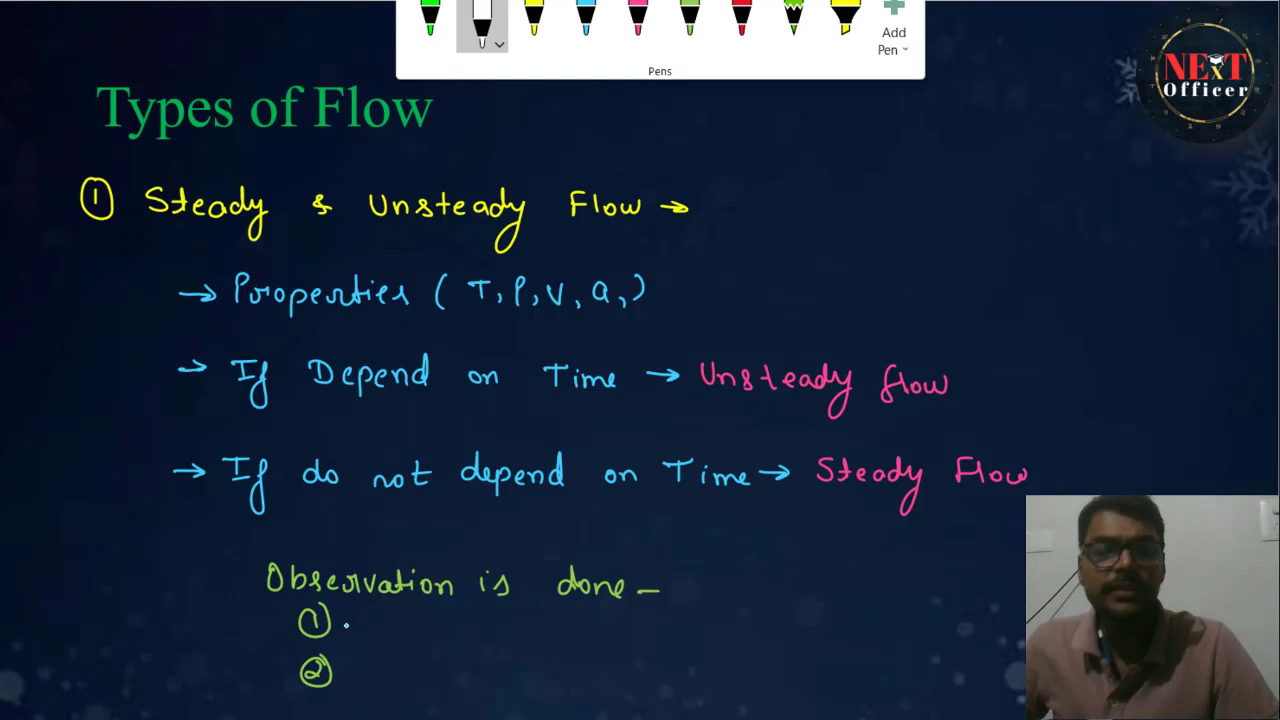 Add
Pen
Pens
NEXT
Officer
Types of Flow
① Steady & Unsteady Flow →
→ Properties ( T, P, V, a, )
→ If Depend on Time → Unsteady flow
→ If do not depend on Time → Steady Flow
Observation is done –
①
②